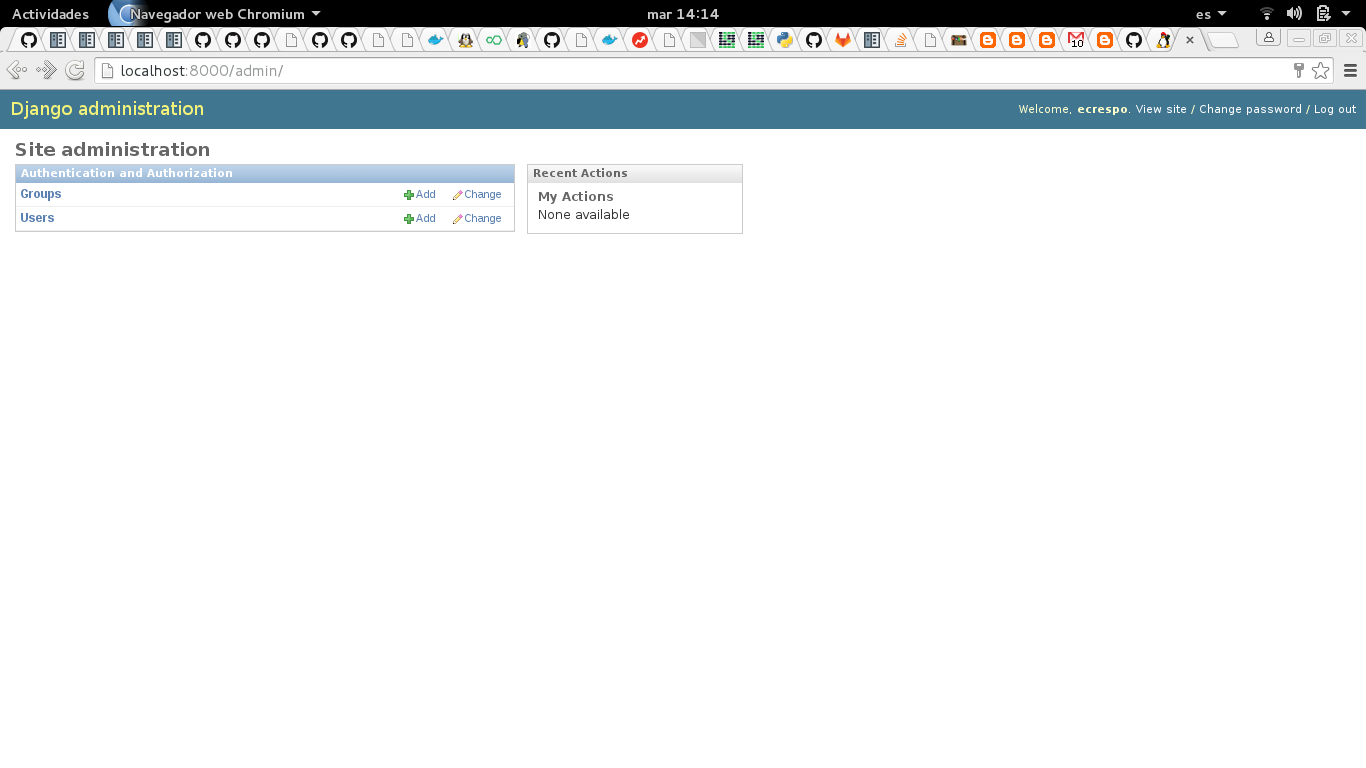 Actividades Navegador web Chromium mar 14:14 es
10
localhost:8000/admin/
Django administration Welcome, ecrespo. View site / Change password / Log out
Site administration
Authentication and Authorization Recent Actions
Groups Add Change My Actions
Users Add Change None available